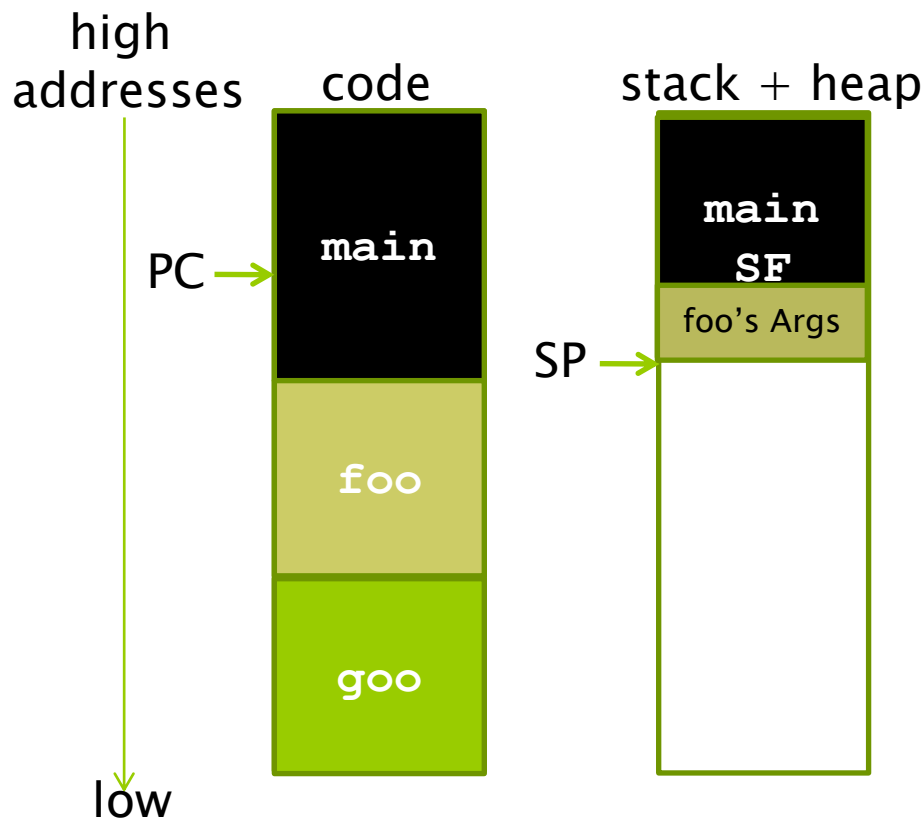 high
addresses
code
stack + heap
main
PC
main
SF
foo's Args
SP
foo
goo
low